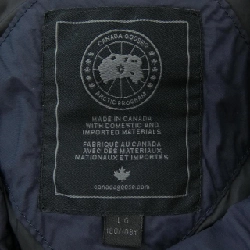 CANADA GOOSE
ARCTIC PROGRAM
MADE IN CANADA
WITH DOMESTIC AND
IMPORTED MATERIALS
FABRIQUÉ AU CANADA
AVEC DES MATÉRIAUX
NATIONAUX ET IMPORTÉS
canadagoose.com